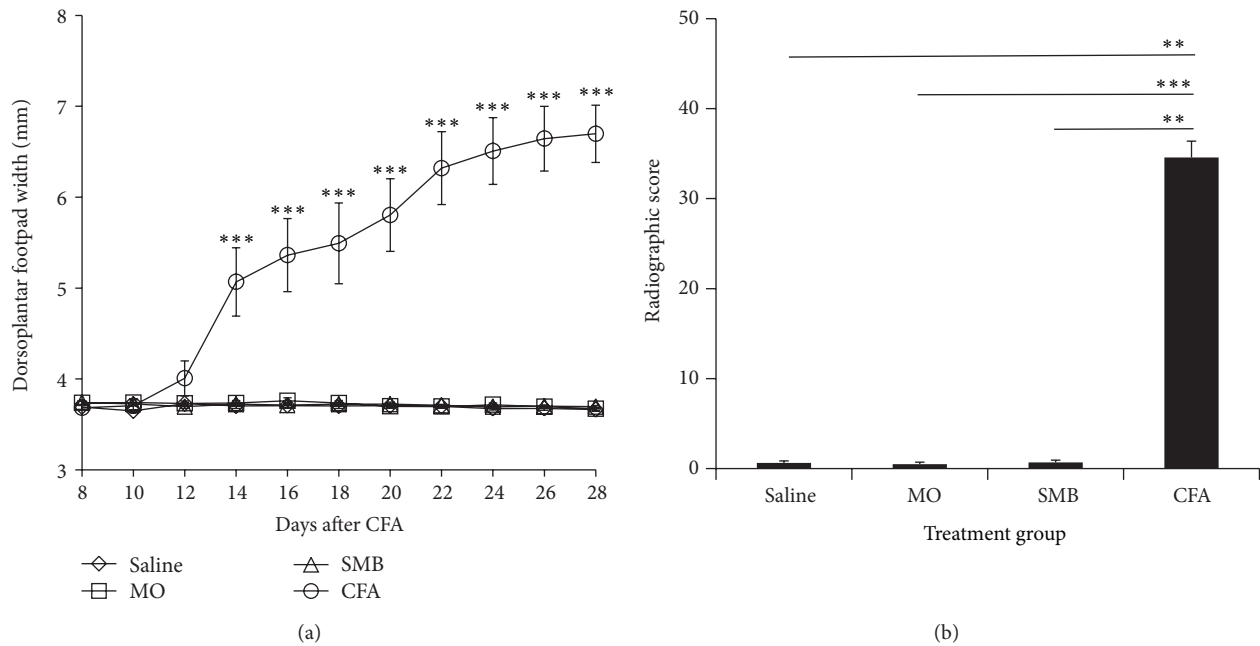 8
7
6
5
4
3
Dorsoplantar footpad width (mm)
***
***
***
***
***
***
***
***
8 10 12 14 16 18 20 22 24 26 28
Days after CFA
Saline
MO
SMB
CFA
(a)
50
40
30
20
10
0
Radiographic score
**
***
**
Saline MO SMB CFA
Treatment group
(b)